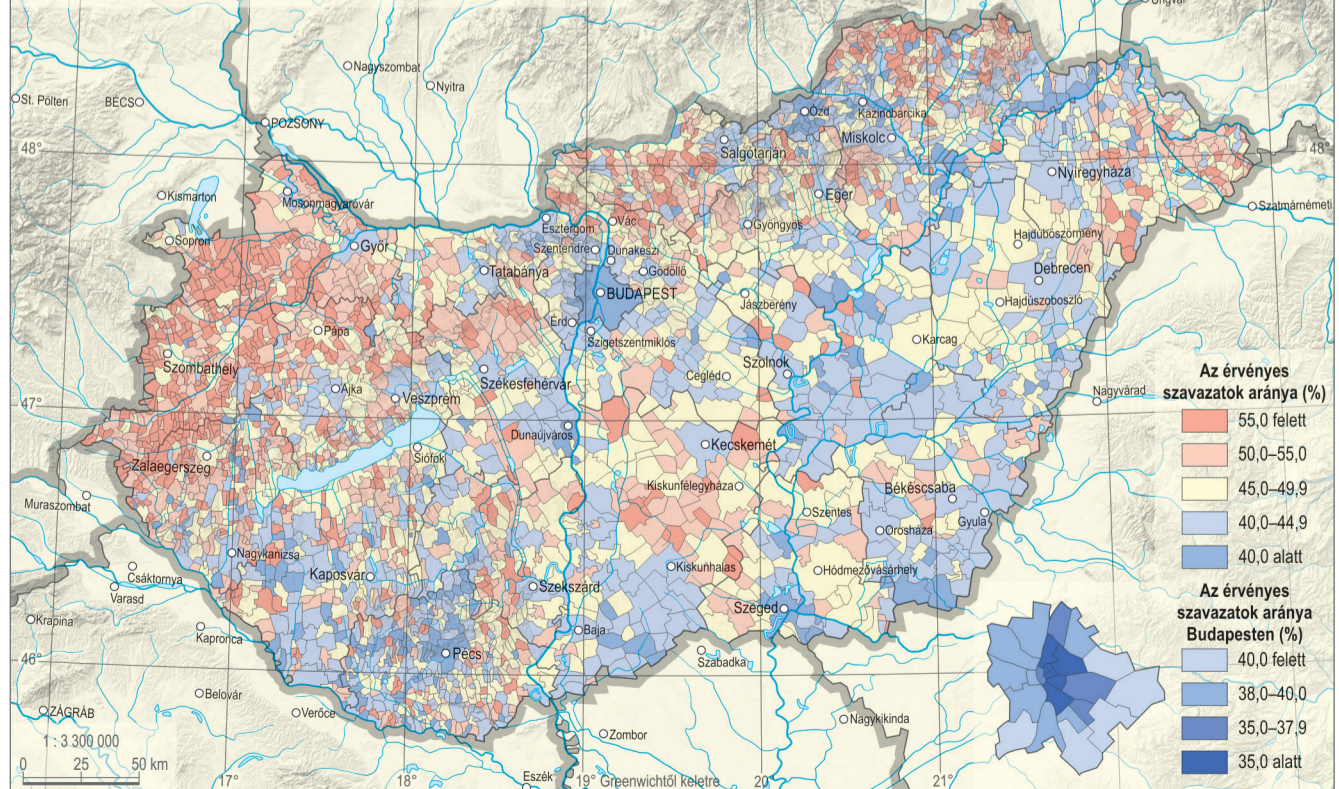 Ungvár
Nagyszombat
Nyitra
St. Pölten
BÉCS
POZSONY
Ózd
Kazincbarcika
Miskolc
48°
Salgótarján
48°
Nyíregyháza
Kismarton
Mosonmagyaróvár
Eger
Szatmárnémeti
Sopron
Győr
Esztergom
Vác
Gyöngyös
Hajdúböszörmény
Szentendre
Dunakeszi
Tatabánya
Gödöllő
Debrecen
BUDAPEST
Jászberény
Hajdúszoboszló
Pápa
Érd
Szigetszentmiklós
Karcag
Szombathely
Szolnok
Cegléd
Ajka
Székesfehérvár
Veszprém
Nagyvárad
47°
47°
Dunaújváros
Kecskemét
Zalaegerszeg
Siófok
Kiskunfélegyháza
Békéscsaba
Muraszombat
Szentes
Gyula
Orosháza
Nagykanizsa
Kaposvár
Kiskunhalas
Hódmezővásárhely
Csáktornya
Szekszárd
Varasd
Szeged
Krapina
Kapronca
Baja
Pécs
46°
Szabadka
46°
Belovár
ZÁGRÁB
Verőce
Nagykikinda
Zombor
Eszék
1 : 3 300 000
0 25 50 km
17° 18° 19° Greenwichtől keletre 20 21°
Az érvényes
szavazatok aránya (%)
55,0 felett
50,0–55,0
45,0–49,9
40,0–44,9
40,0 alatt
Az érvényes
szavazatok aránya
Budapesten (%)
40,0 felett
38,0–40,0
35,0–37,9
35,0 alatt